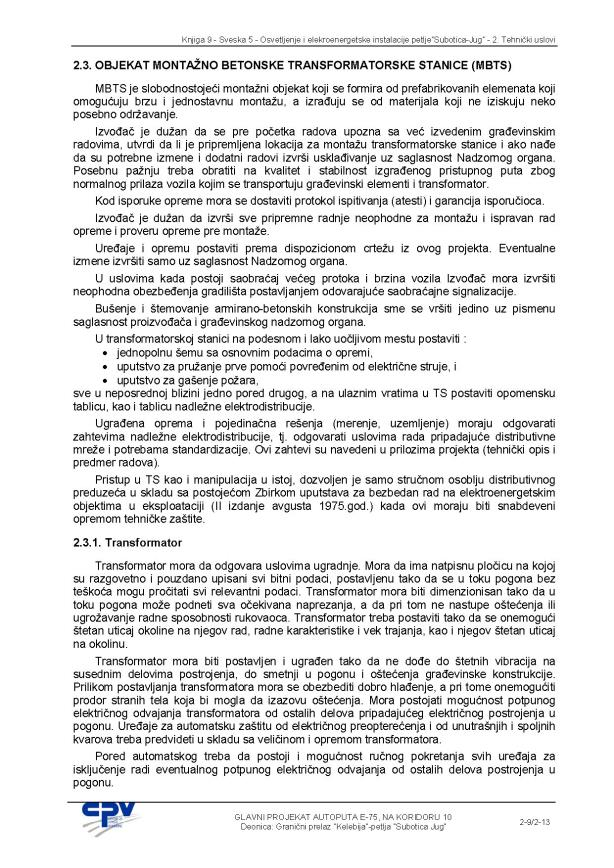 Knjiga 9 - Sveska 5 - Osvetljenje i elekroenergetske instalacije petlje"Subotica-Jug" - 2. Tehnički uslovi
2.3. OBJEKAT MONTAŽNO BETONSKE TRANSFORMATORSKE STANICE (MBTS)
MBTS je slobodnostojeći montažni objekat koji se formira od prefabrikovanih elemenata koji
omogućuju brzu i jednostavnu montažu, a izrađuju se od materijala koji ne iziskuju neko
posebno održavanje.
Izvođač je dužan da se pre početka radova upozna sa već izvedenim građevinskim
radovima, utvrdi da li je pripremljena lokacija za montažu transformatorske stanice i ako nađe
da su potrebne izmene i dodatni radovi izvrši usklađivanje uz saglasnost Nadzornog organa.
Posebnu pažnju treba obratiti na kvalitet i stabilnost izgrađenog pristupnog puta zbog
normalnog prilaza vozila kojim se transportuju građevinski elementi i transformator.
Kod isporuke opreme mora se dostaviti protokol ispitivanja (atesti) i garancija isporučioca.
Izvođač je dužan da izvrši sve pripremne radnje neophodne za montažu i ispravan rad
opreme i proveru opreme pre montaže.
Uređaje i opremu postaviti prema dispozicionom crtežu iz ovog projekta. Eventualne
izmene izvršiti samo uz saglasnost Nadzornog organa.
U uslovima kada postoji saobraćaj većeg protoka i brzina vozila Izvođač mora izvršiti
neophodna obezbeđenja gradilišta postavljanjem odovarajuće saobraćajne signalizacije.
Bušenje i štemovanje armirano-betonskih konstrukcija sme se vršiti jedino uz pismenu
saglasnost proizvođača i građevinskog nadzornog organa.
U transformatorskoj stanici na podesnom i lako uočljivom mestu postaviti :
• jednopolnu šemu sa osnovnim podacima o opremi,
• uputstvo za pružanje prve pomoći povređenim od električne struje, i
• uputstvo za gašenje požara,
sve u neposrednoj blizini jedno pored drugog, a na ulaznim vratima u TS postaviti opomensku
tablicu, kao i tablicu nadležne elektrodistribucije.
Ugrađena oprema i pojedinačna rešenja (merenje, uzemljenje) moraju odgovarati
zahtevima nadležne elektrodistribucije, tj. odgovarati uslovima rada pripadajuće distributivne
mreže i potrebama standardizacije. Ovi zahtevi su navedeni u prilozima projekta (tehnički opis i
predmer radova).
Pristup u TS kao i manipulacija u istoj, dozvoljen je samo stručnom osoblju distributivnog
preduzeća u skladu sa postojećom Zbirkom uputstava za bezbedan rad na elektroenergetskim
objektima u eksploataciji (II izdanje avgusta 1975.god.) kada ovi moraju biti snabdeveni
opremom tehničke zaštite.
2.3.1. Transformator
Transformator mora da odgovara uslovima ugradnje. Mora da ima natpisnu pločicu na kojoj
su razgovetno i pouzdano upisani svi bitni podaci, postavljenu tako da se u toku pogona bez
teškoća mogu pročitati svi relevantni podaci. Transformator mora biti dimenzionisan tako da u
toku pogona može podneti sva očekivana naprezanja, a da pri tom ne nastupe oštećenja ili
ugrožavanje radne sposobnosti rukovaoca. Transformator treba postaviti tako da se onemogući
štetan uticaj okoline na njegov rad, radne karakteristike i vek trajanja, kao i njegov štetan uticaj
na okolinu.
Transformator mora biti postavljen i ugrađen tako da ne dođe do štetnih vibracija na
susednim delovima postrojenja, do smetnji u pogonu i oštećenja građevinske konstrukcije.
Prilikom postavljanja transformatora mora se obezbediti dobro hlađenje, a pri tome onemogućiti
prodor stranih tela koja bi mogla da izazovu oštećenja. Mora postojati mogućnost potpunog
električnog odvajanja transformatora od ostalih delova pripadajućeg električnog postrojenja u
pogonu. Uređaje za automatsku zaštitu od električnog preopterećenja i od unutrašnjih i spoljnih
kvarova treba predvideti u skladu sa veličinom i opremom transformatora.
Pored automatskog treba da postoji i mogućnost ručnog pokretanja svih uređaja za
isključenje radi eventualnog potpunog električnog odvajanja od ostalih delova postrojenja u
pogonu.
CPV
GLAVNI PROJEKAT AUTOPUTA E-75, NA KORIDORU 10
Deonica: Granični prelaz "Kelebija"-petlja "Subotica Jug"
2-9/2-13